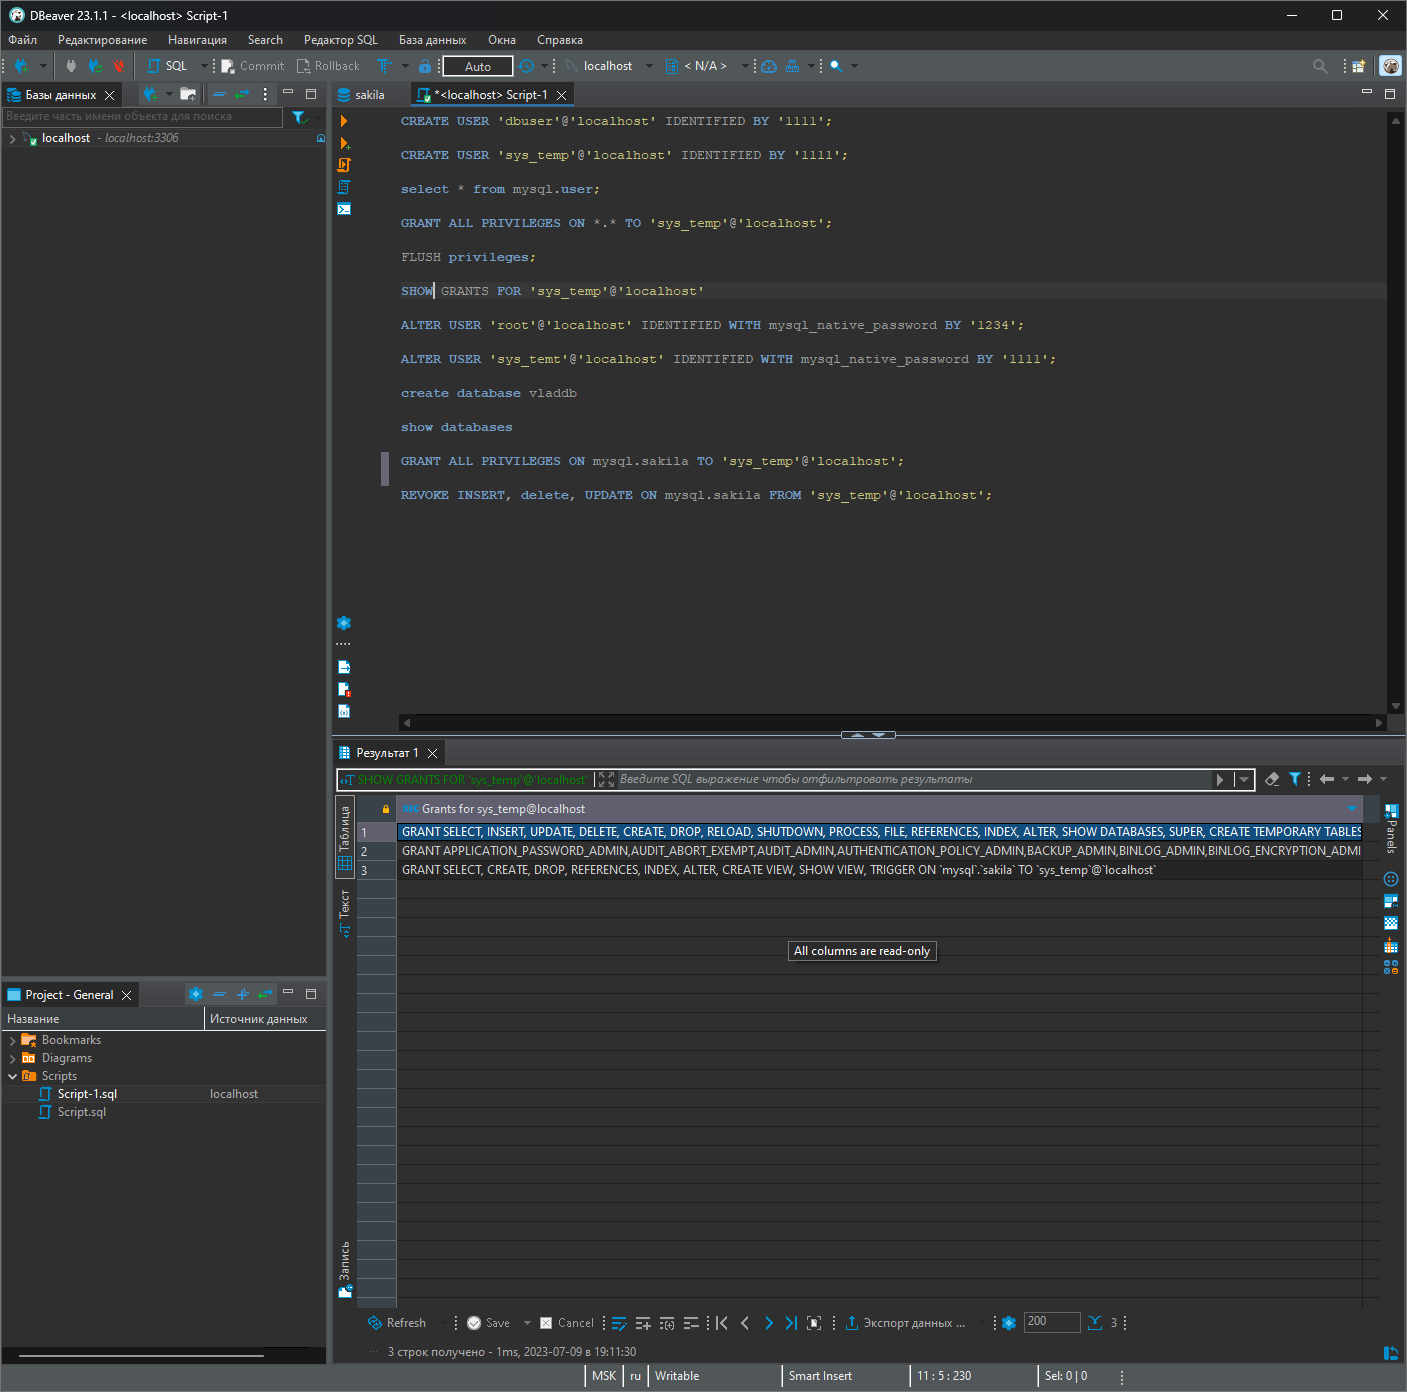 DBeaver 23.1.1 - <localhost> Script-1
Файл Редактирование Навигация Search Редактор SQL База данных Окна Справка
SQL Commit Rollback Auto localhost < N/A >
Базы данных
Введите часть имени объекта для поиска
localhost - localhost:3306
sakila *<localhost> Script-1
CREATE USER 'dbuser'@'localhost' IDENTIFIED BY '1111';
CREATE USER 'sys_temp'@'localhost' IDENTIFIED BY '1111';
select * from mysql.user;
GRANT ALL PRIVILEGES ON *.* TO 'sys_temp'@'localhost';
FLUSH privileges;
SHOW GRANTS FOR 'sys_temp'@'localhost'
ALTER USER 'root'@'localhost' IDENTIFIED WITH mysql_native_password BY '1234';
ALTER USER 'sys_temt'@'localhost' IDENTIFIED WITH mysql_native_password BY '1111';
create database vladdb
show databases
GRANT ALL PRIVILEGES ON mysql.sakila TO 'sys_temp'@'localhost';
REVOKE INSERT, delete, UPDATE ON mysql.sakila FROM 'sys_temp'@'localhost';
Результат 1
SHOW GRANTS FOR 'sys_temp'@'localhost' Введите SQL выражение чтобы отфильтровать результаты
Таблица
Текст
Запись
Grants for sys_temp@localhost
1 GRANT SELECT, INSERT, UPDATE, DELETE, CREATE, DROP, RELOAD, SHUTDOWN, PROCESS, FILE, REFERENCES, INDEX, ALTER, SHOW DATABASES, SUPER, CREATE TEMPORARY TABLES
2 GRANT APPLICATION_PASSWORD_ADMIN,AUDIT_ABORT_EXEMPT,AUDIT_ADMIN,AUTHENTICATION_POLICY_ADMIN,BACKUP_ADMIN,BINLOG_ADMIN,BINLOG_ENCRYPTION_ADMI
3 GRANT SELECT, CREATE, DROP, REFERENCES, INDEX, ALTER, CREATE VIEW, SHOW VIEW, TRIGGER ON `mysql`.`sakila` TO `sys_temp`@`localhost`
All columns are read-only
Panels
Project - General
Название Источник данных
Bookmarks
Diagrams
Scripts
Script-1.sql localhost
Script.sql
Refresh Save Cancel Экспорт данных ... 200 3
3 строк получено - 1ms, 2023-07-09 в 19:11:30
MSK ru Writable Smart Insert 11 : 5 : 230 Sel: 0 | 0